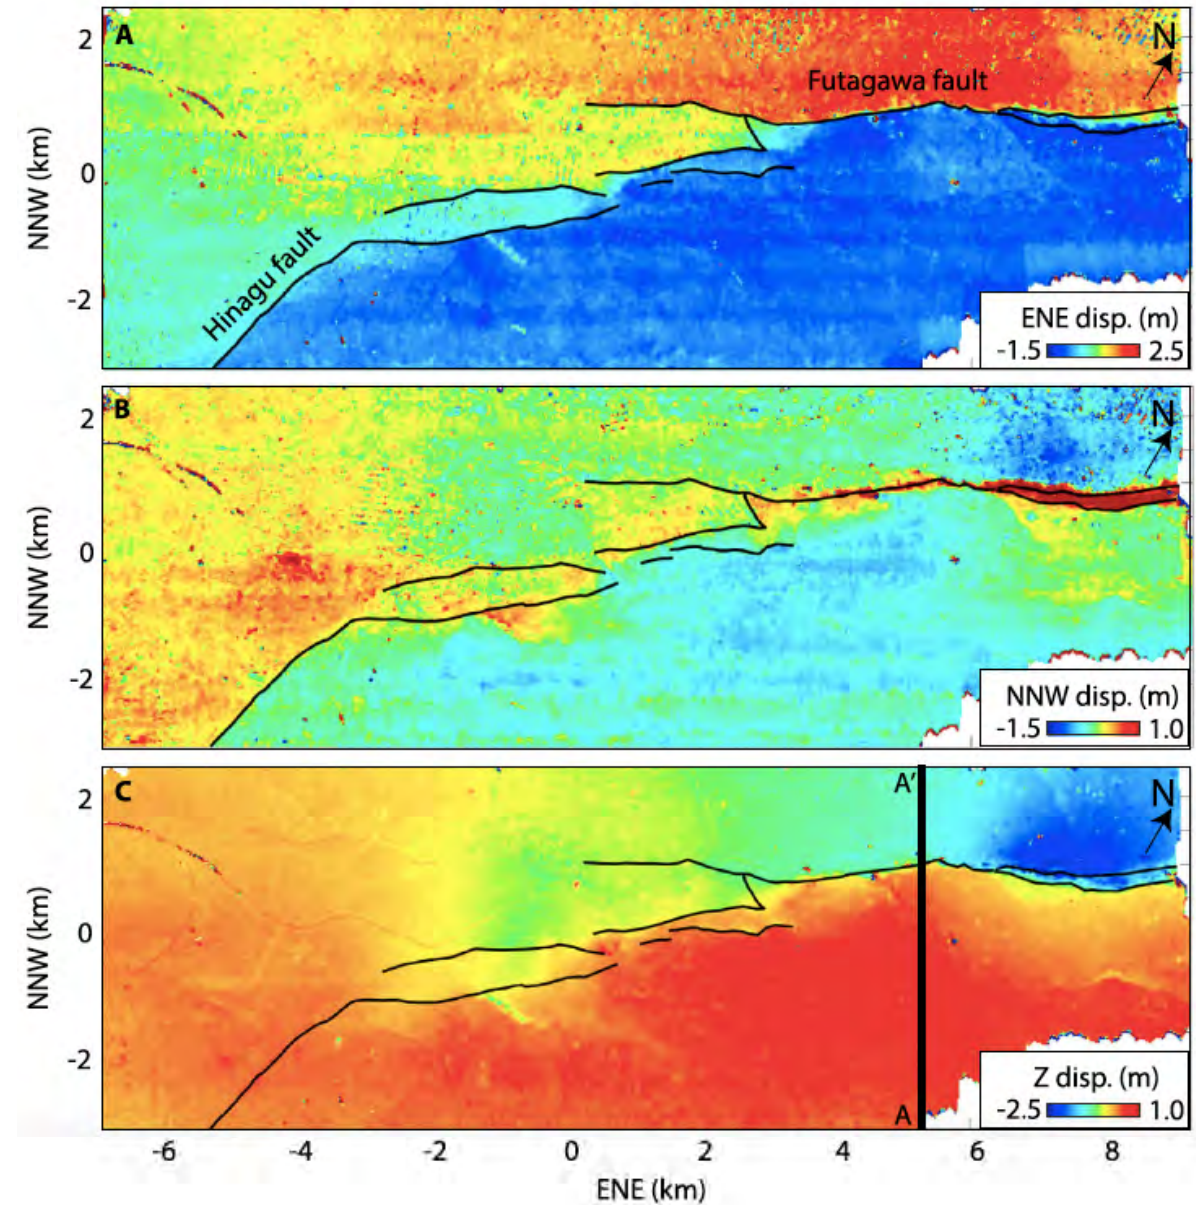 A
2
0
-2
NNW (km)
Futagawa fault
Hinagu fault
N
ENE disp. (m)
-1.5 2.5
B
2
0
-2
NNW (km)
N
NNW disp. (m)
-1.5 1.0
C
2
0
-2
NNW (km)
A’
A
N
Z disp. (m)
-2.5 1.0
-6 -4 -2 0 2 4 6 8
ENE (km)